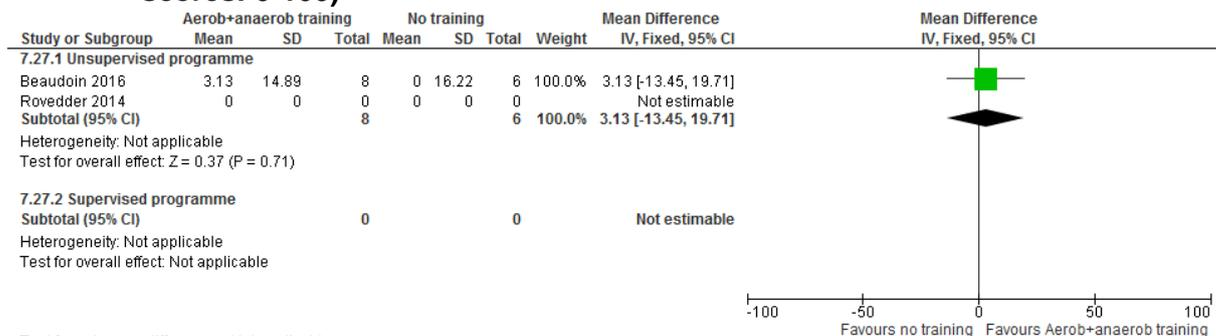 Aerob+anaerob training No training Mean Difference Mean Difference
Study or Subgroup Mean SD Total Mean SD Total Weight IV, Fixed, 95% CI IV, Fixed, 95% CI
7.27.1 Unsupervised programme
Beaudoin 2016 3.13 14.89 8 0 16.22 6 100.0% 3.13 [-13.45, 19.71]
Rovedder 2014 0 0 0 0 0 0 Not estimable
Subtotal (95% CI) 8 6 100.0% 3.13 [-13.45, 19.71]
Heterogeneity: Not applicable
Test for overall effect: Z = 0.37 (P = 0.71)
7.27.2 Supervised programme
Subtotal (95% CI) 0 0 Not estimable
Heterogeneity: Not applicable
Test for overall effect: Not applicable
-100 -50 0 50 100
Favours no training Favours Aerob+anaerob training